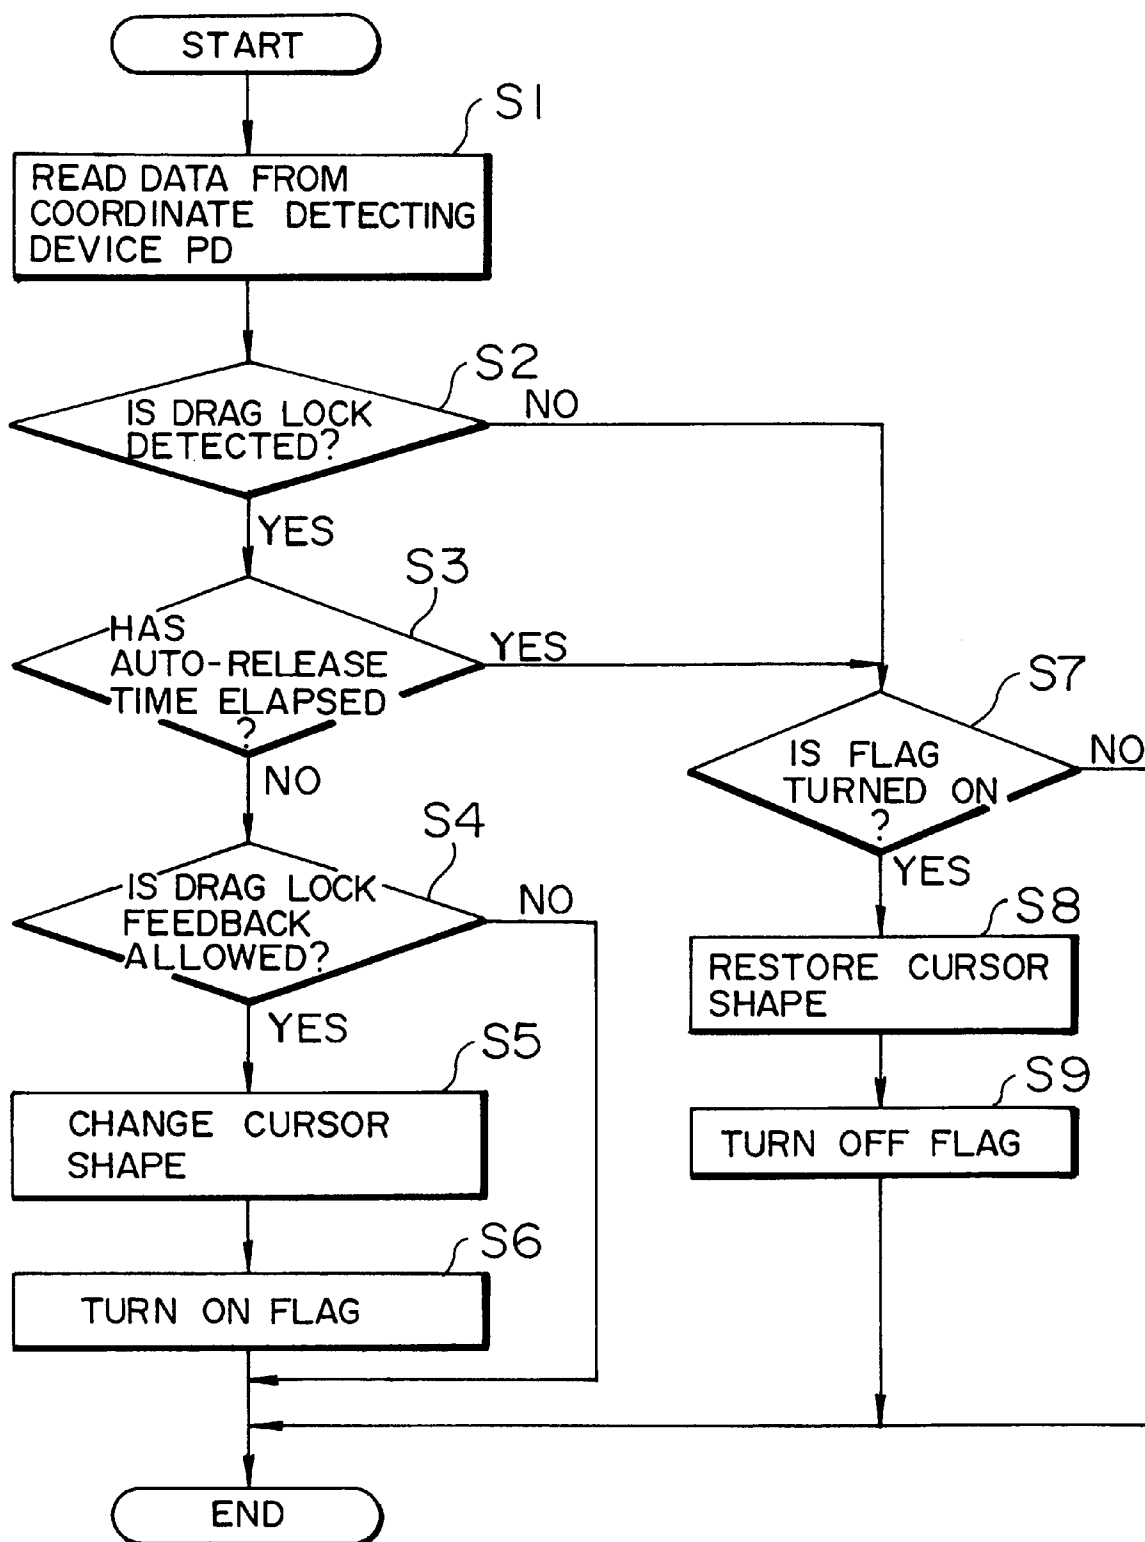 START
S1
READ DATA FROM
COORDINATE DETECTING
DEVICE PD
S2
IS DRAG LOCK
DETECTED?
NO
YES
S3
HAS
AUTO-RELEASE
TIME ELAPSED
?
YES
NO
S7
IS FLAG
TURNED ON
?
NO
YES
S4
IS DRAG LOCK
FEEDBACK
ALLOWED?
NO
YES
S8
RESTORE CURSOR
SHAPE
S5
CHANGE CURSOR
SHAPE
S9
TURN OFF FLAG
S6
TURN ON FLAG
END